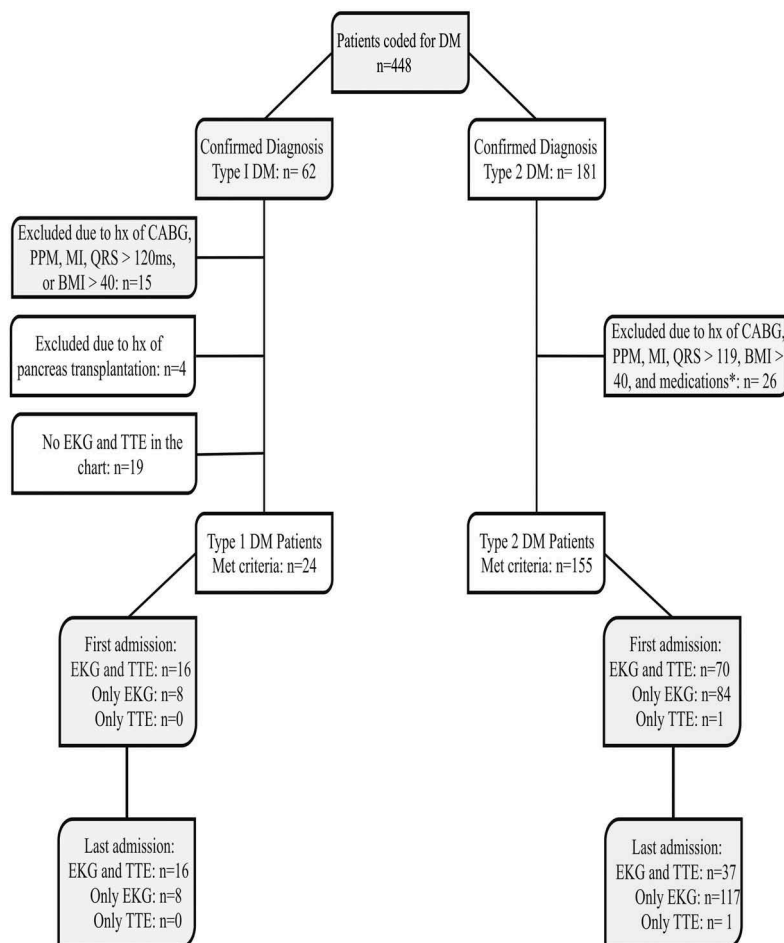 Patients coded for DM
n=448
Confirmed Diagnosis
Type I DM: n= 62
Confirmed Diagnosis
Type 2 DM: n= 181
Excluded due to hx of CABG,
PPM, MI, QRS > 120ms,
or BMI > 40: n=15
Excluded due to hx of
pancreas transplantation: n=4
No EKG and TTE in the
chart: n=19
Excluded due to hx of CABG,
PPM, MI, QRS > 119, BMI >
40, and medications*: n= 26
Type 1 DM Patients
Met criteria: n=24
Type 2 DM Patients
Met criteria: n=155
First admission:
EKG and TTE: n=16
Only EKG: n=8
Only TTE: n=0
First admission:
EKG and TTE: n=70
Only EKG: n=84
Only TTE: n=1
Last admission:
EKG and TTE: n=16
Only EKG: n=8
Only TTE: n=0
Last admission:
EKG and TTE: n=37
Only EKG: n=117
Only TTE: n= 1